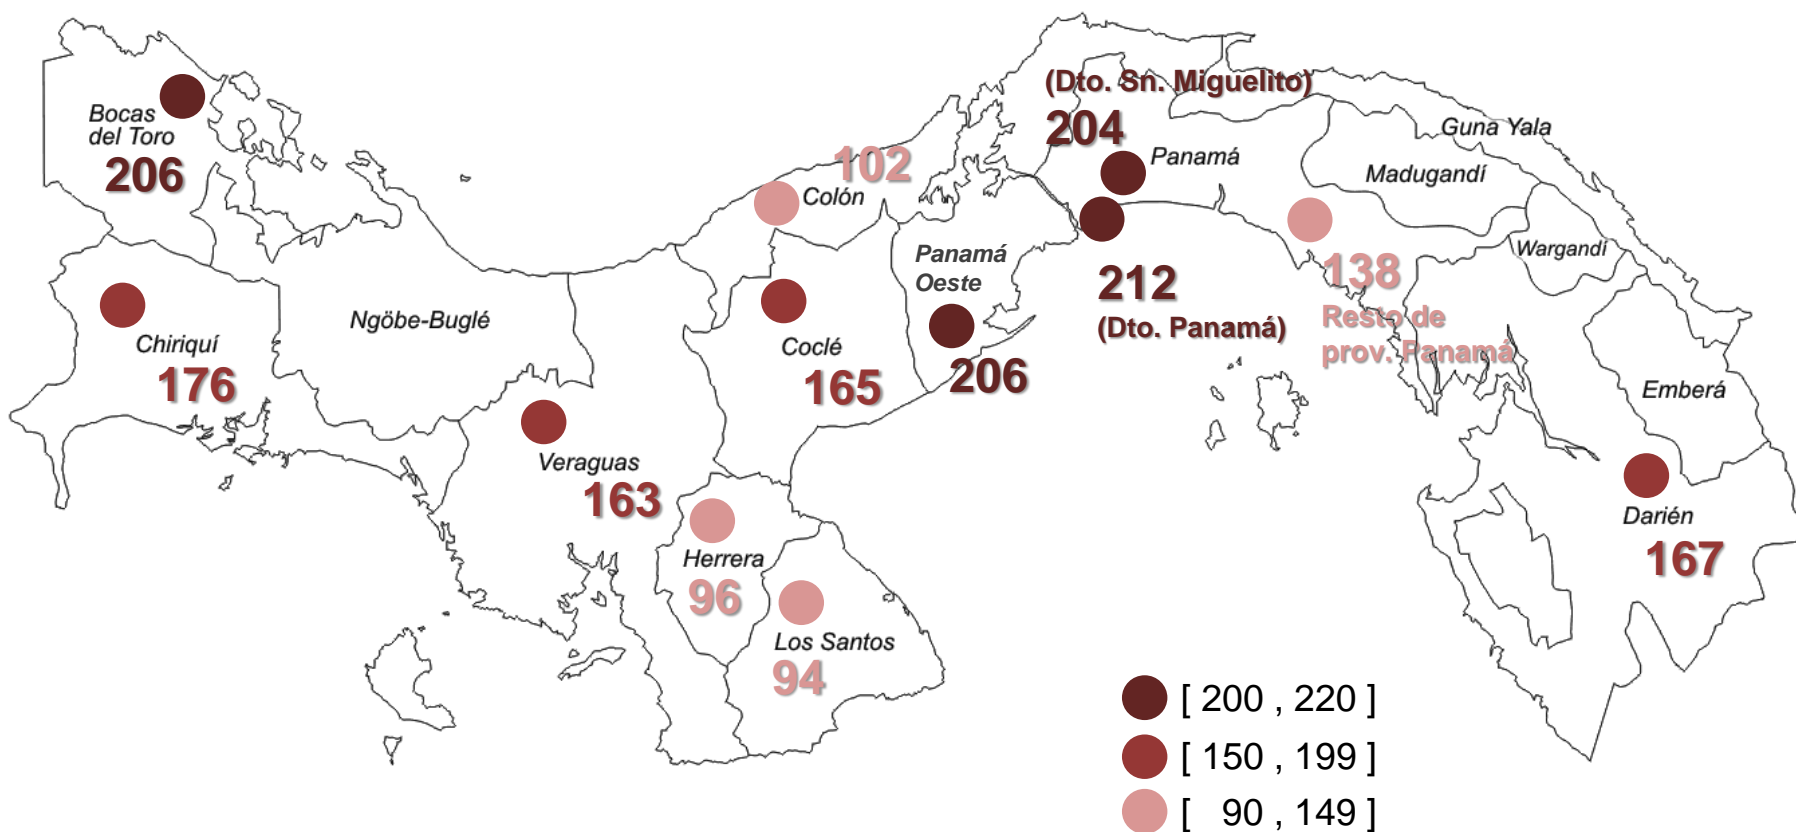 (Dto. Sn. Miguelito)
204
Bocas
del Toro
206
Guna Yala
Panamá
Madugandí
102
Colón
Wargandí
Panamá
Oeste
212
(Dto. Panamá)
138
Resto de
prov. Panamá
Ngöbe-Buglé
Chiriquí
176
Coclé
165
206
Emberá
Veraguas
163
Darién
167
Herrera
96
Los Santos
94
[ 200 , 220 ]
[ 150 , 199 ]
[ 90 , 149 ]